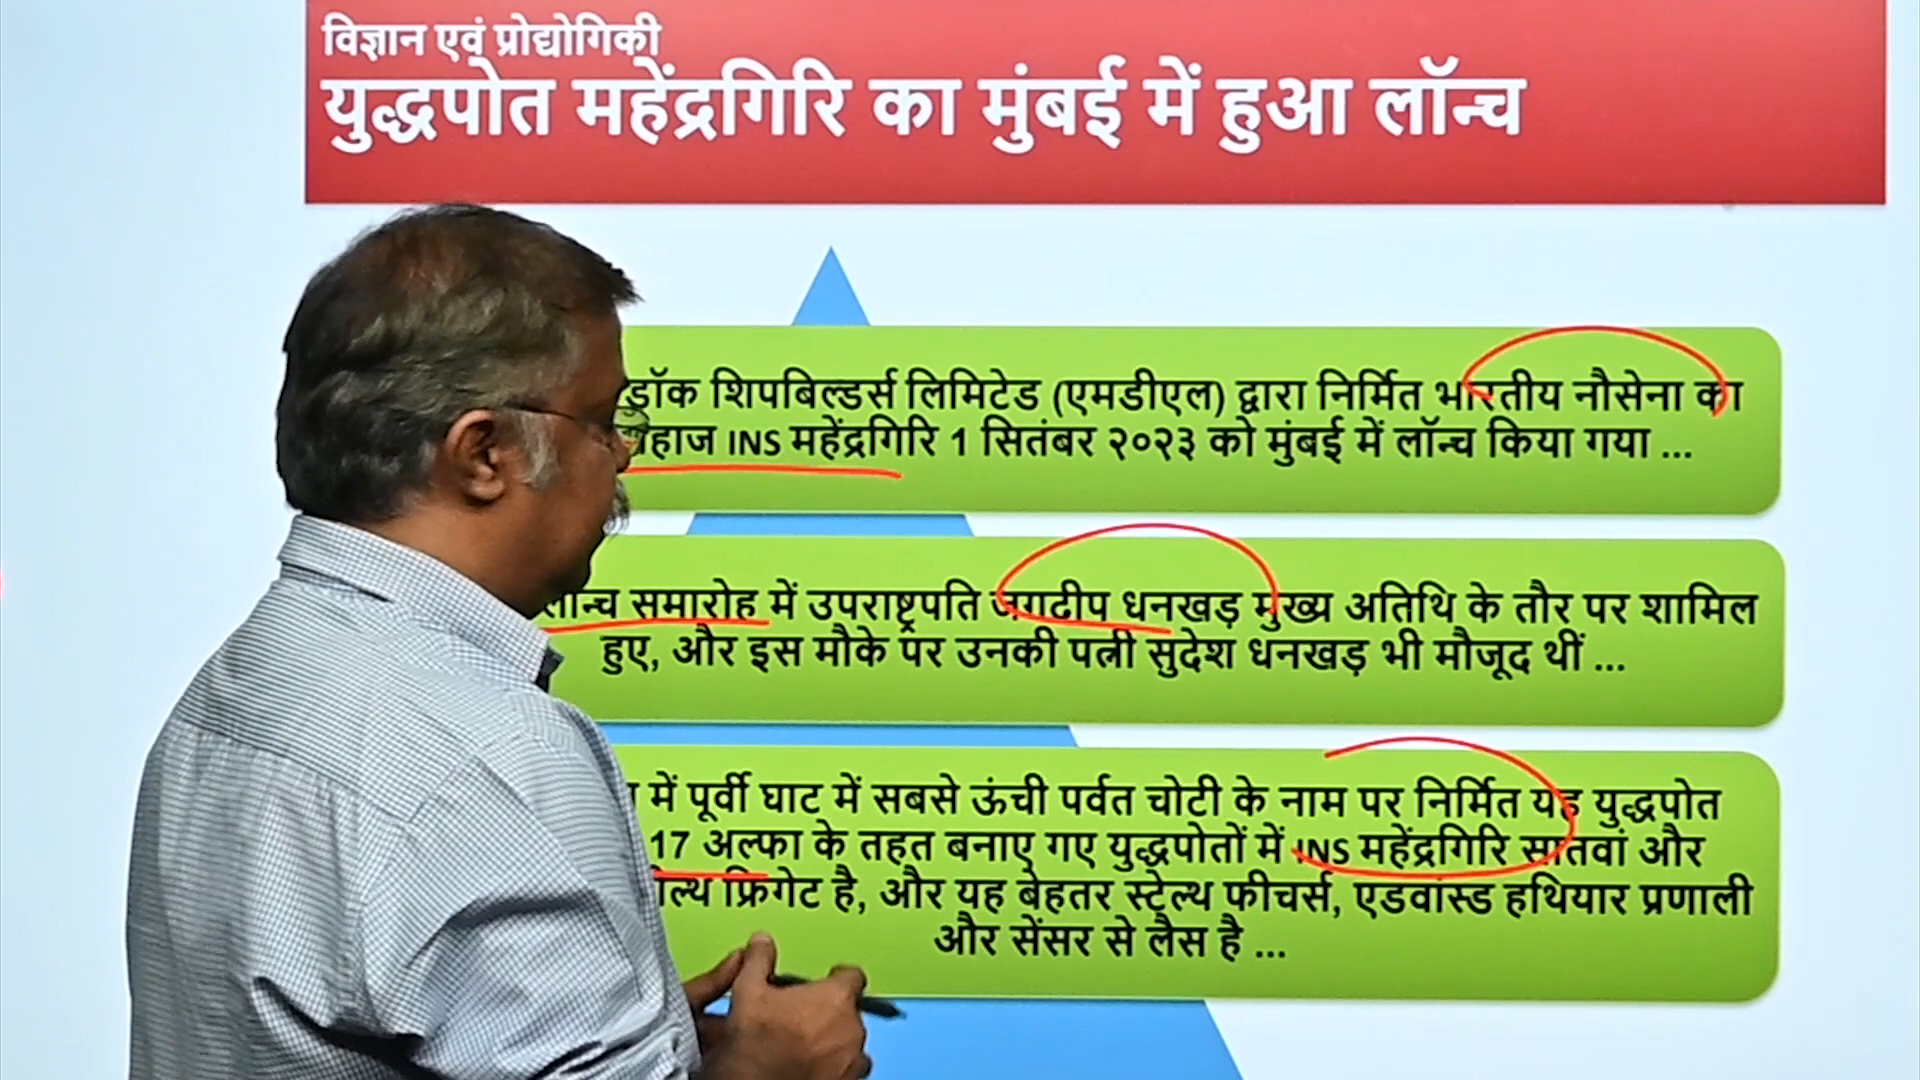 विज्ञान एवं प्रोद्योगिकी
युद्धपोत महेंद्रगिरि का मुंबई में हुआ लॉन्च
शिपबिल्डर्स लिमिटेड (एमडीएल) द्वारा निर्मित भारतीय नौसेना का
INS महेंद्रगिरि 1 सितंबर २०२३ को मुंबई में लॉन्च किया गया ...
लॉन्च समारोह में उपराष्ट्रपति जगदीप धनखड़ मुख्य अतिथि के तौर पर शामिल
हुए, और इस मौके पर उनकी पत्नी सुदेश धनखड़ भी मौजूद थीं ...
में पूर्वी घाट में सबसे ऊंची पर्वत चोटी के नाम पर निर्मित यह युद्धपोत
17 अल्फा के तहत बनाए गए युद्धपोतों में INS महेंद्रगिरि सातवां और
फ्रिगेट है, और यह बेहतर स्टेल्थ फीचर्स, एडवांस्ड हथियार प्रणाली
और सेंसर से लैस है ...